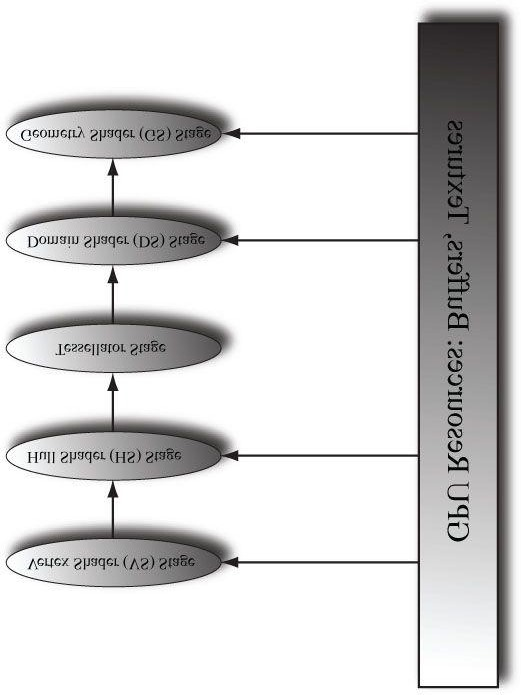 Vertex Shader (VS) Stage
Hull Shader (HS) Stage
Tessellator Stage
Domain Shader (DS) Stage
Geometry Shader (GS) Stage
GPU Resources: Buffers, Textures